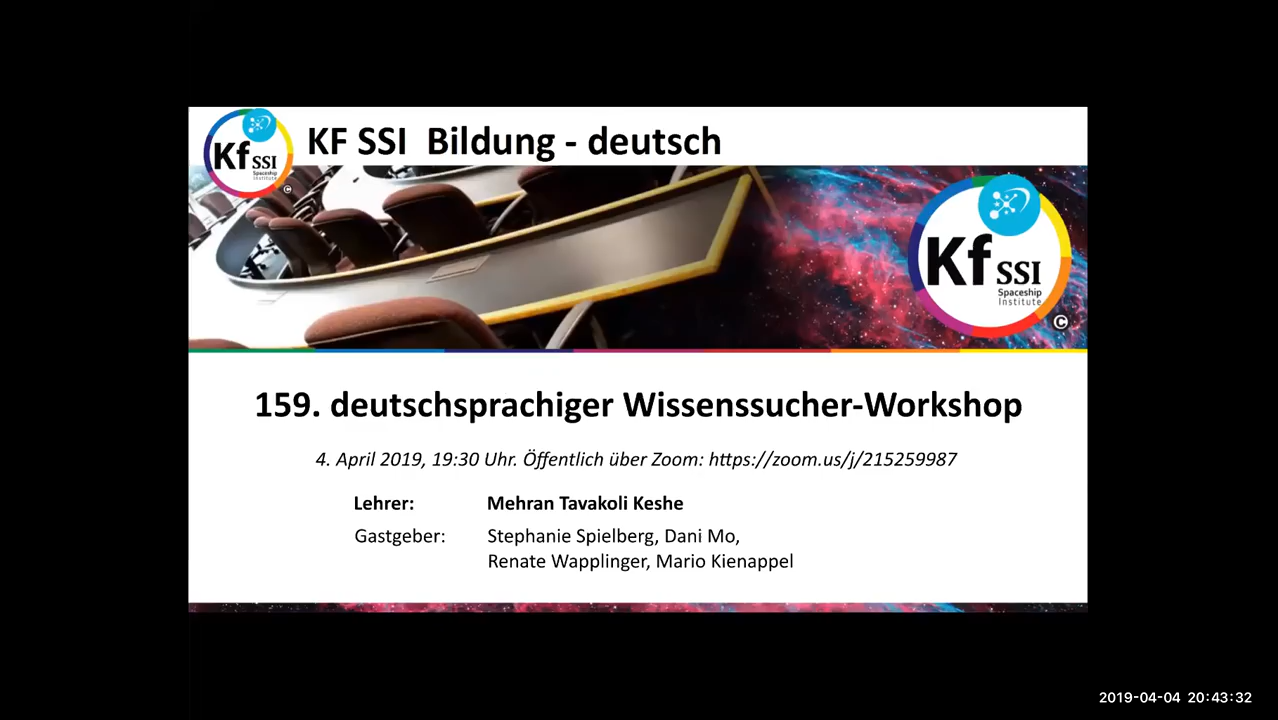 Kf SSI
Spaceship
Institute
©
KF SSI Bildung - deutsch
Kf SSI
Spaceship
Institute
©
159. deutschsprachiger Wissenssucher-Workshop
4. April 2019, 19:30 Uhr. Öffentlich über Zoom: https://zoom.us/j/215259987
Lehrer: Mehran Tavakoli Keshe
Gastgeber: Stephanie Spielberg, Dani Mo,
Renate Wapplinger, Mario Kienappel
2019-04-04 20:43:32